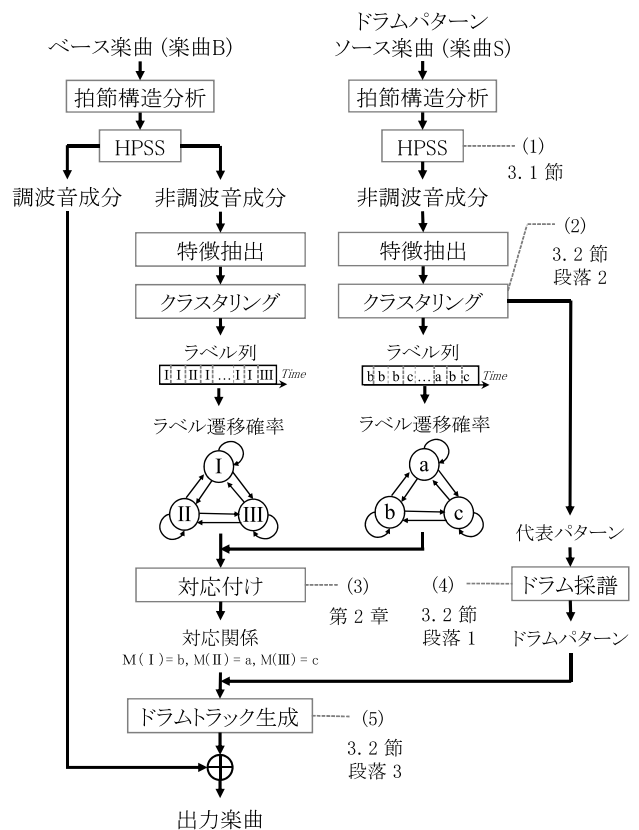 ドラムパターン
ベース楽曲 (楽曲B)
ソース楽曲 (楽曲S)
拍節構造分析
拍節構造分析
HPSS
HPSS
(1)
3.1 節
調波音成分
非調波音成分
非調波音成分
(2)
3.2 節
段落2
特徴抽出
特徴抽出
クラスタリング
クラスタリング
ラベル列
ラベル列
I I II I … I I III
Time
b b b c … a b c
Time
ラベル遷移確率
ラベル遷移確率
I
II
III
a
b
c
代表パターン
対応付け
(3)
第2章
(4)
3.2 節
段落1
ドラム採譜
対応関係
M( I )= b, M(II) = a, M(III) = c
ドラムパターン
ドラムトラック生成
(5)
3.2 節
段落3
出力楽曲